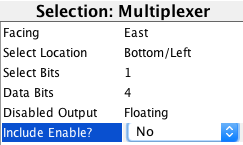 Selection: Multiplexer
Facing East
Select Location Bottom/Left
Select Bits 1
Data Bits 4
Disabled Output Floating
Include Enable? No